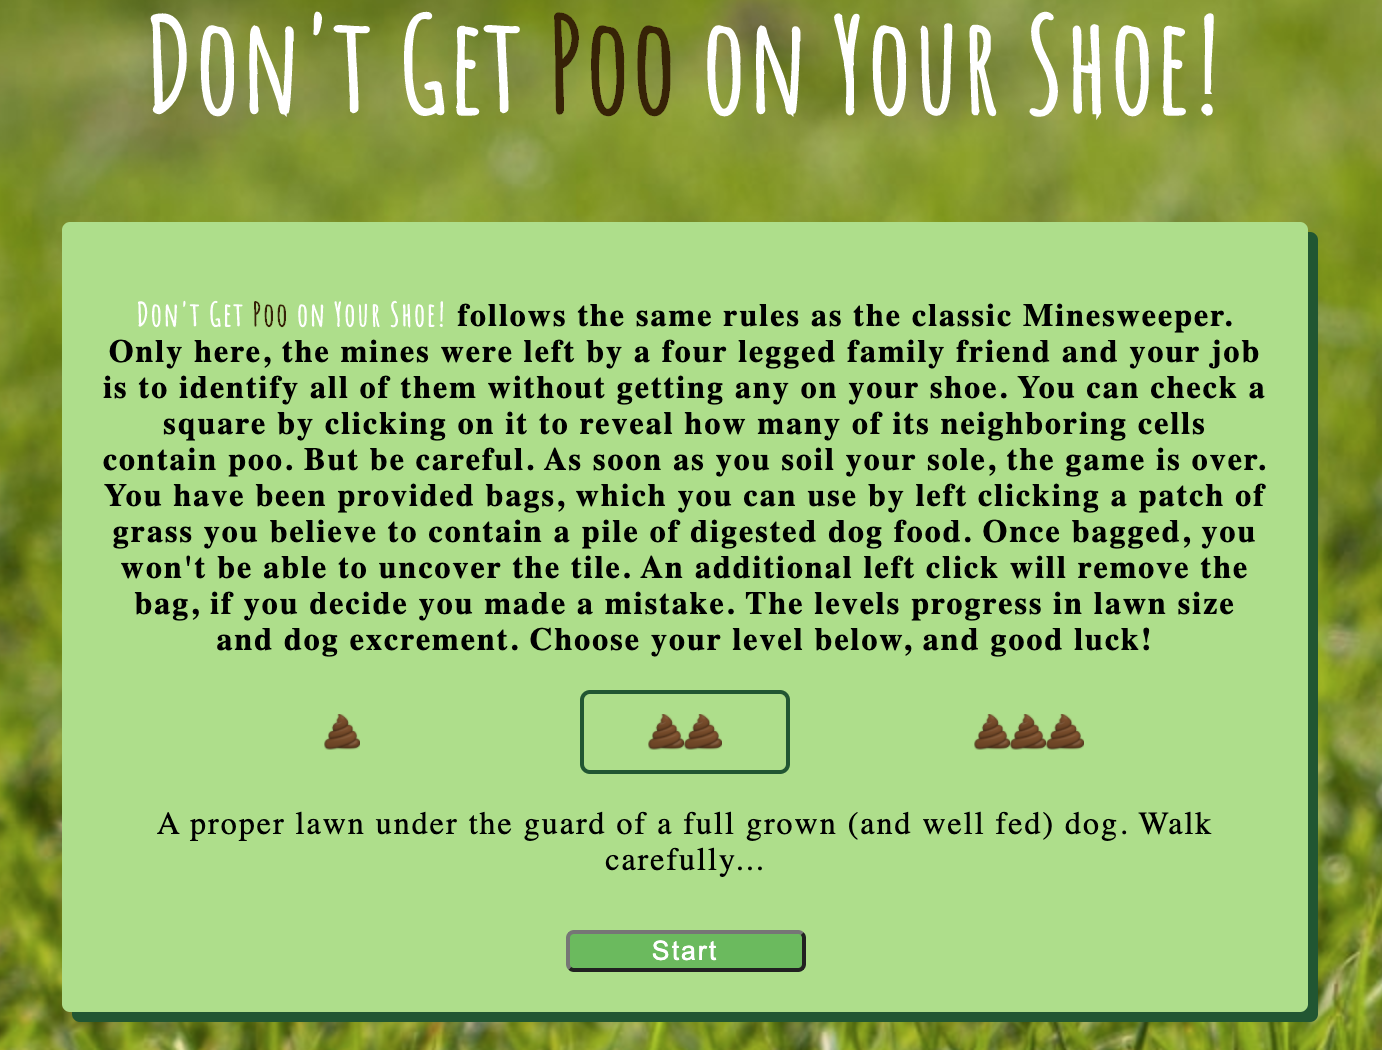 Don't Get Poo on Your Shoe!
Don't Get Poo on Your Shoe! follows the same rules as the classic Minesweeper.
Only here, the mines were left by a four legged family friend and your job
is to identify all of them without getting any on your shoe. You can check a
square by clicking on it to reveal how many of its neighboring cells
contain poo. But be careful. As soon as you soil your sole, the game is over.
You have been provided bags, which you can use by left clicking a patch of
grass you believe to contain a pile of digested dog food. Once bagged, you
won't be able to uncover the tile. An additional left click will remove the
bag, if you decide you made a mistake. The levels progress in lawn size
and dog excrement. Choose your level below, and good luck!
A proper lawn under the guard of a full grown (and well fed) dog. Walk
carefully...
Start